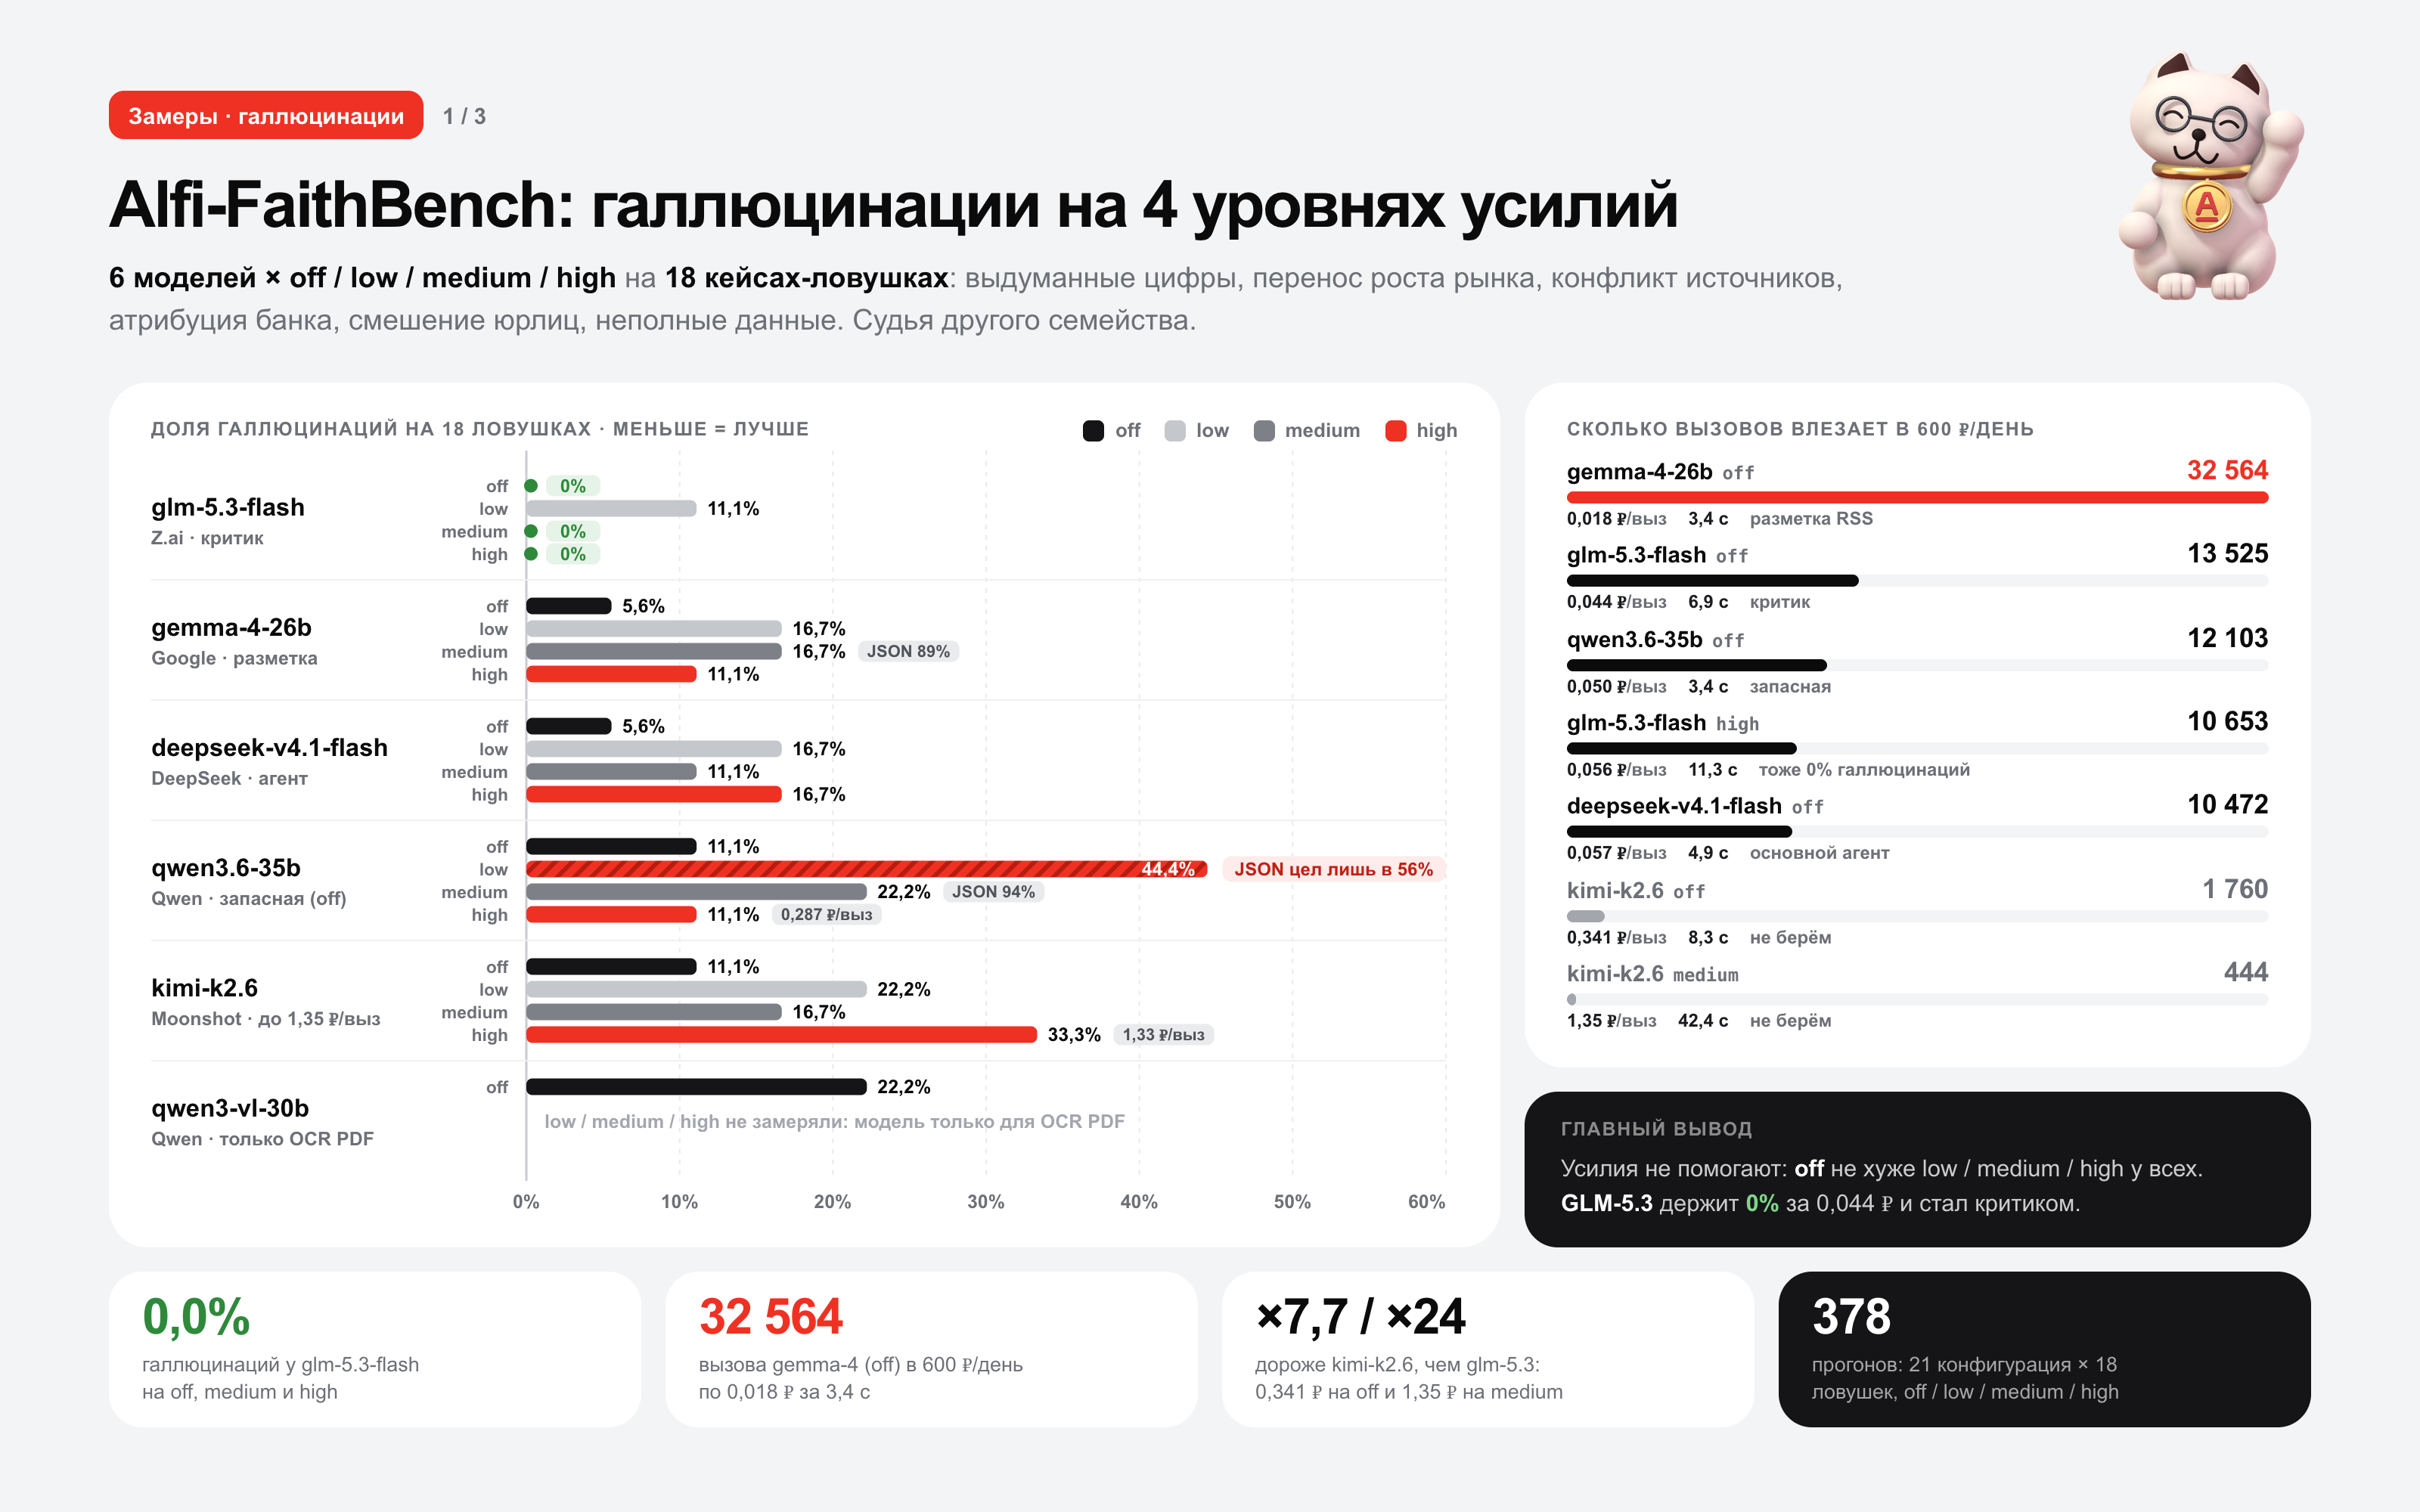 Замеры · галлюцинации
1 / 3
Alfi-FaithBench: галлюцинации на 4 уровнях усилий
6 моделей × off / low / medium / high на 18 кейсах-ловушках: выдуманные цифры, перенос роста рынка, конфликт источников,
атрибуция банка, смешение юрлиц, неполные данные. Судья другого семейства.
A
ДОЛЯ ГАЛЛЮЦИНАЦИЙ НА 18 ЛОВУШКАХ · МЕНЬШЕ = ЛУЧШЕ
off low medium high
glm-5.3-flash
Z.ai · критик
off 0%
low 11,1%
medium 0%
high 0%
gemma-4-26b
Google · разметка
off 5,6%
low 16,7%
medium 16,7% JSON 89%
high 11,1%
deepseek-v4.1-flash
DeepSeek · агент
off 5,6%
low 16,7%
medium 11,1%
high 16,7%
qwen3.6-35b
Qwen · запасная (off)
off 11,1%
low 44,4% JSON цел лишь в 56%
medium 22,2% JSON 94%
high 11,1% 0,287 ₽/выз
kimi-k2.6
Moonshot · до 1,35 ₽/выз
off 11,1%
low 22,2%
medium 16,7%
high 33,3% 1,33 ₽/выз
qwen3-vl-30b
Qwen · только OCR PDF
off 22,2%
low / medium / high не замеряли: модель только для OCR PDF
0% 10% 20% 30% 40% 50% 60%
СКОЛЬКО ВЫЗОВОВ ВЛЕЗАЕТ В 600 ₽/ДЕНЬ
gemma-4-26b off 32 564
0,018 ₽/выз 3,4 с разметка RSS
glm-5.3-flash off 13 525
0,044 ₽/выз 6,9 с критик
qwen3.6-35b off 12 103
0,050 ₽/выз 3,4 с запасная
glm-5.3-flash high 10 653
0,056 ₽/выз 11,3 с тоже 0% галлюцинаций
deepseek-v4.1-flash off 10 472
0,057 ₽/выз 4,9 с основной агент
kimi-k2.6 off 1 760
0,341 ₽/выз 8,3 с не берём
kimi-k2.6 medium 444
1,35 ₽/выз 42,4 с не берём
ГЛАВНЫЙ ВЫВОД
Усилия не помогают: off не хуже low / medium / high у всех.
GLM-5.3 держит 0% за 0,044 ₽ и стал критиком.
0,0%
галлюцинаций у glm-5.3-flash
на off, medium и high
32 564
вызова gemma-4 (off) в 600 ₽/день
по 0,018 ₽ за 3,4 с
×7,7 / ×24
дороже kimi-k2.6, чем glm-5.3:
0,341 ₽ на off и 1,35 ₽ на medium
378
прогонов: 21 конфигурация × 18
ловушек, off / low / medium / high